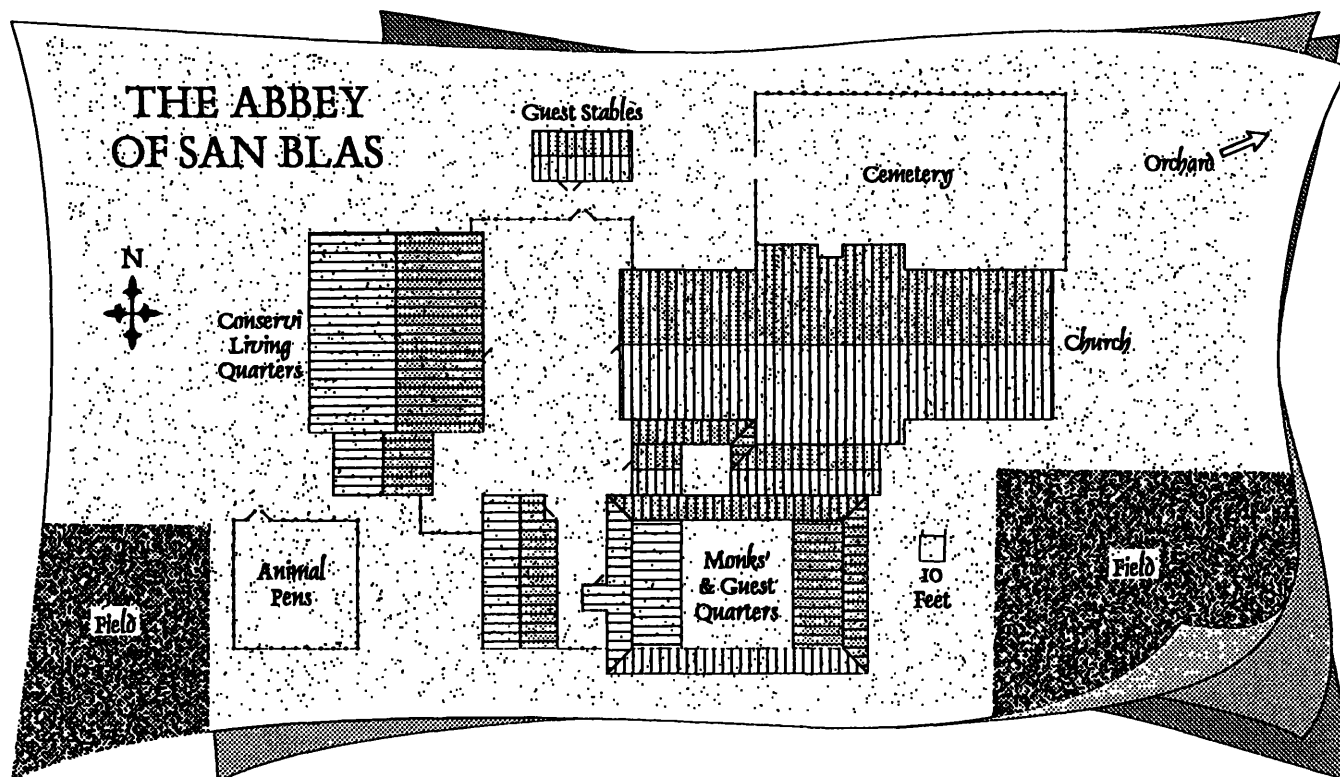 THE ABBEY
OF SAN BLAS
Guest Stables
Cemetery
Orchard
N
Conservi
Living
Quarters
Church
Animal
Pens
Monks'
& Guest
Quarters
10
Feet
Field
Field